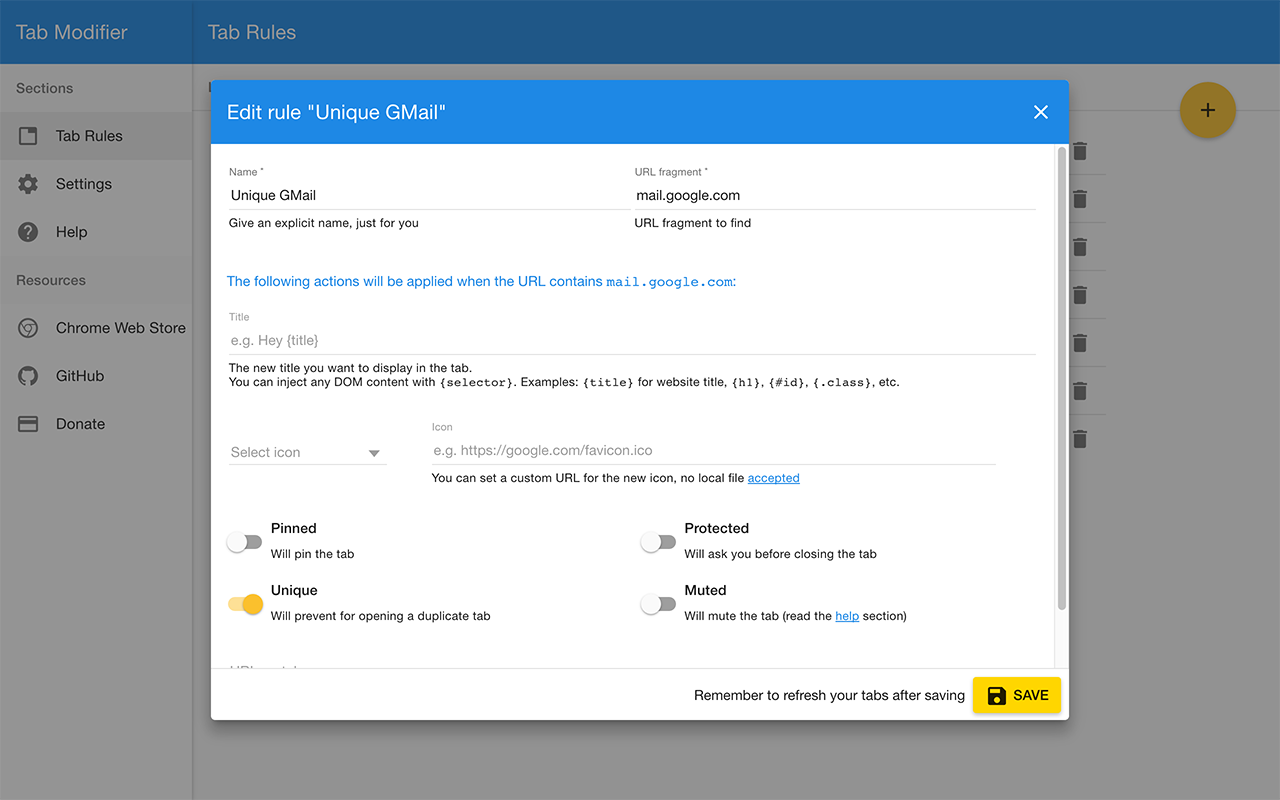 Tab Modifier
Tab Rules
Sections
Tab Rules
Settings
Help
Resources
Chrome Web Store
GitHub
Donate
Edit rule "Unique GMail"
Name *
URL fragment *
Unique GMail
mail.google.com
Give an explicit name, just for you
URL fragment to find
The following actions will be applied when the URL contains mail.google.com:
Title
e.g. Hey {title}
The new title you want to display in the tab.
You can inject any DOM content with {selector}. Examples: {title} for website title, {h1}, {#id}, {.class}, etc.
Icon
Select icon
e.g. https://google.com/favicon.ico
You can set a custom URL for the new icon, no local file accepted
Pinned
Protected
Will pin the tab
Will ask you before closing the tab
Unique
Muted
Will prevent for opening a duplicate tab
Will mute the tab (read the help section)
Remember to refresh your tabs after saving
SAVE